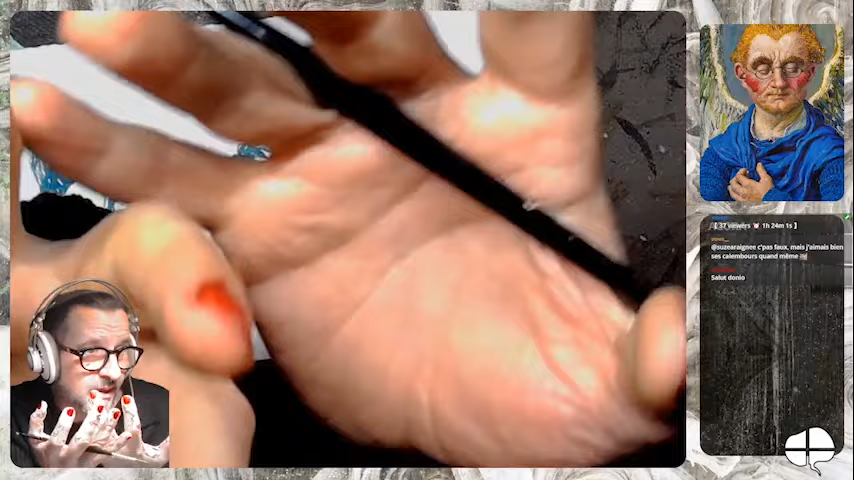 [ 37 viewers ⏰ 1h 24m 1s ]
@suzearaignee c'pas faux, mais j'aimais bien
ses calembours quand même
Salut donio